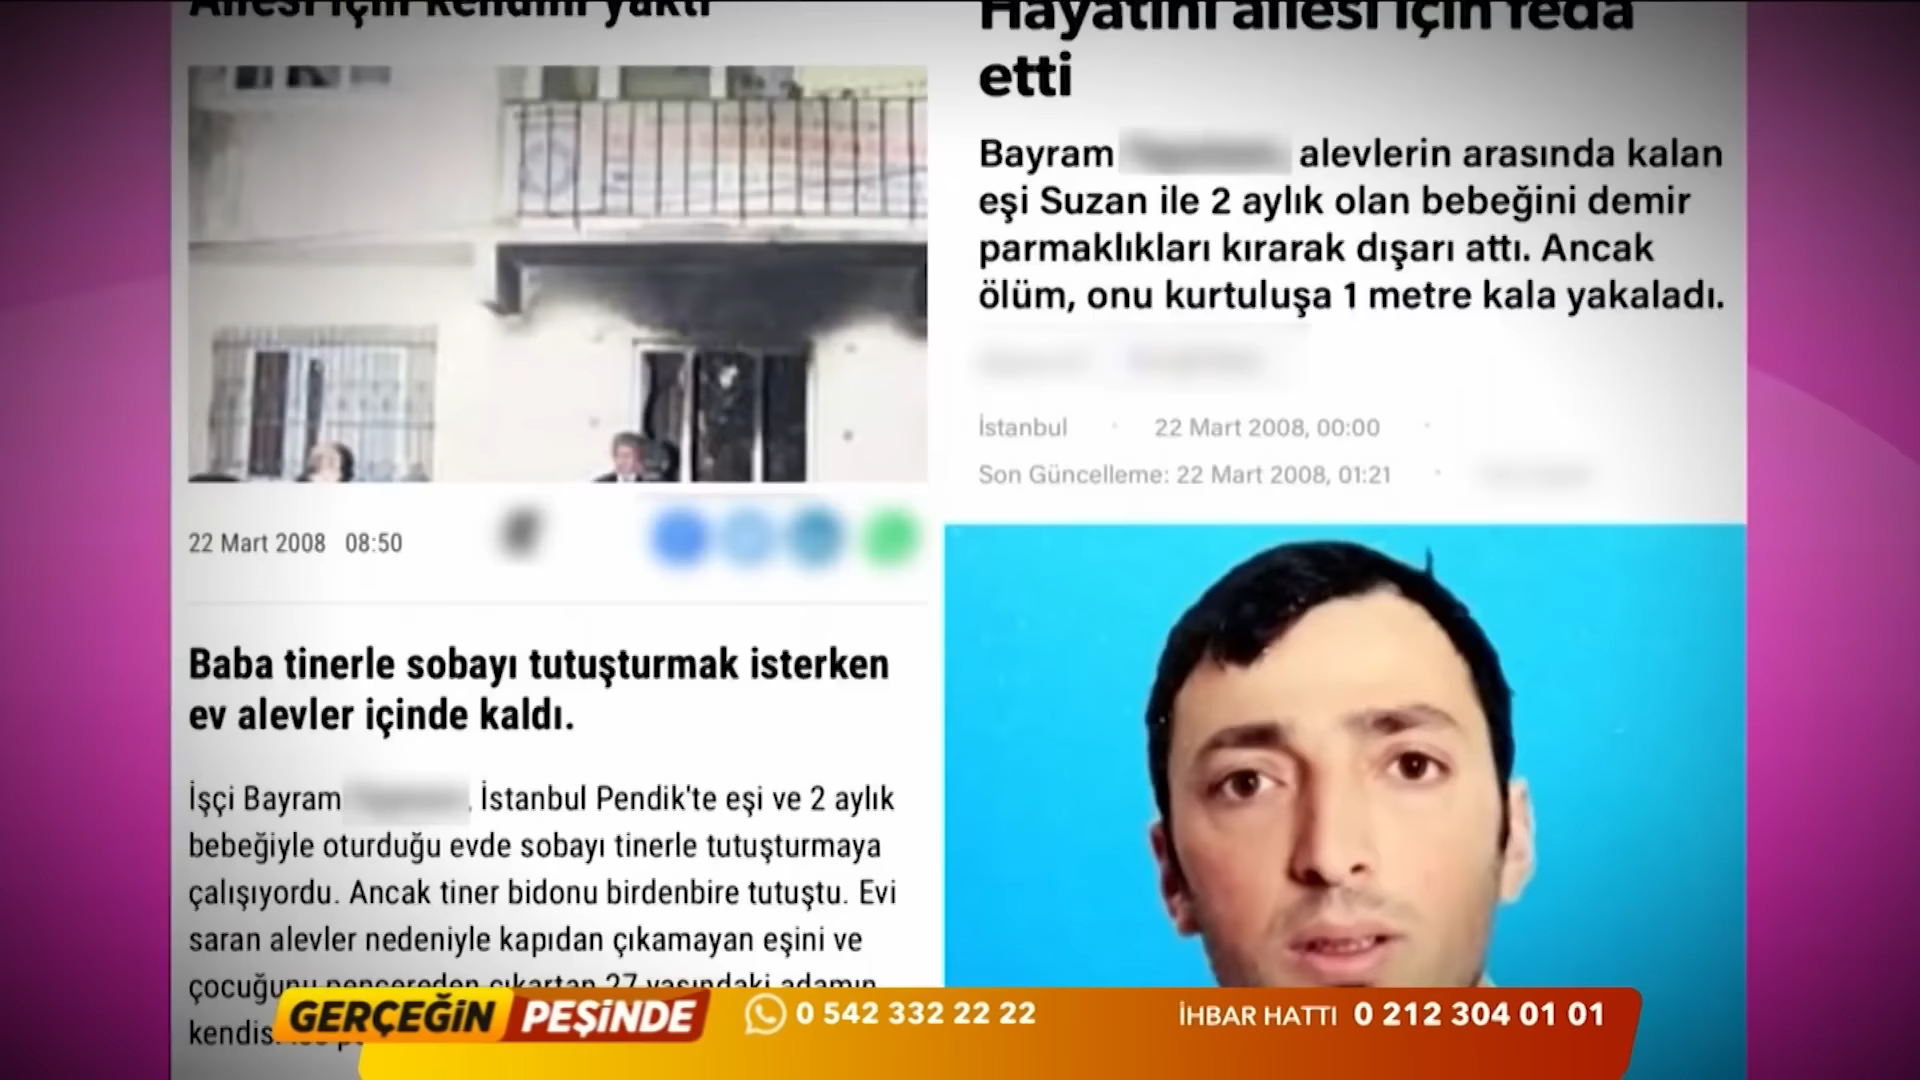 Ailesi için kendini yaktı
22 Mart 2008 08:50
Baba tinerle sobayı tutuşturmak isterken
ev alevler içinde kaldı.
İşçi Bayram , İstanbul Pendik'te eşi ve 2 aylık
bebeğiyle oturduğu evde sobayı tinerle tutuşturmaya
çalışıyordu. Ancak tiner bidonu birdenbire tutuştu. Evi
saran alevler nedeniyle kapıdan çıkamayan eşini ve
çocuğunu pencereden çıkartan 27 yaşındaki adamın
Hayatını ailesi için feda
etti
Bayram alevlerin arasında kalan
eşi Suzan ile 2 aylık olan bebeğini demir
parmaklıkları kırarak dışarı attı. Ancak
ölüm, onu kurtuluşa 1 metre kala yakaladı.
İstanbul · 22 Mart 2008, 00:00 ·
Son Güncelleme: 22 Mart 2008, 01:21 ·
GERÇEĞİN PEŞİNDE 0 542 332 22 22 İHBAR HATTI 0 212 304 01 01